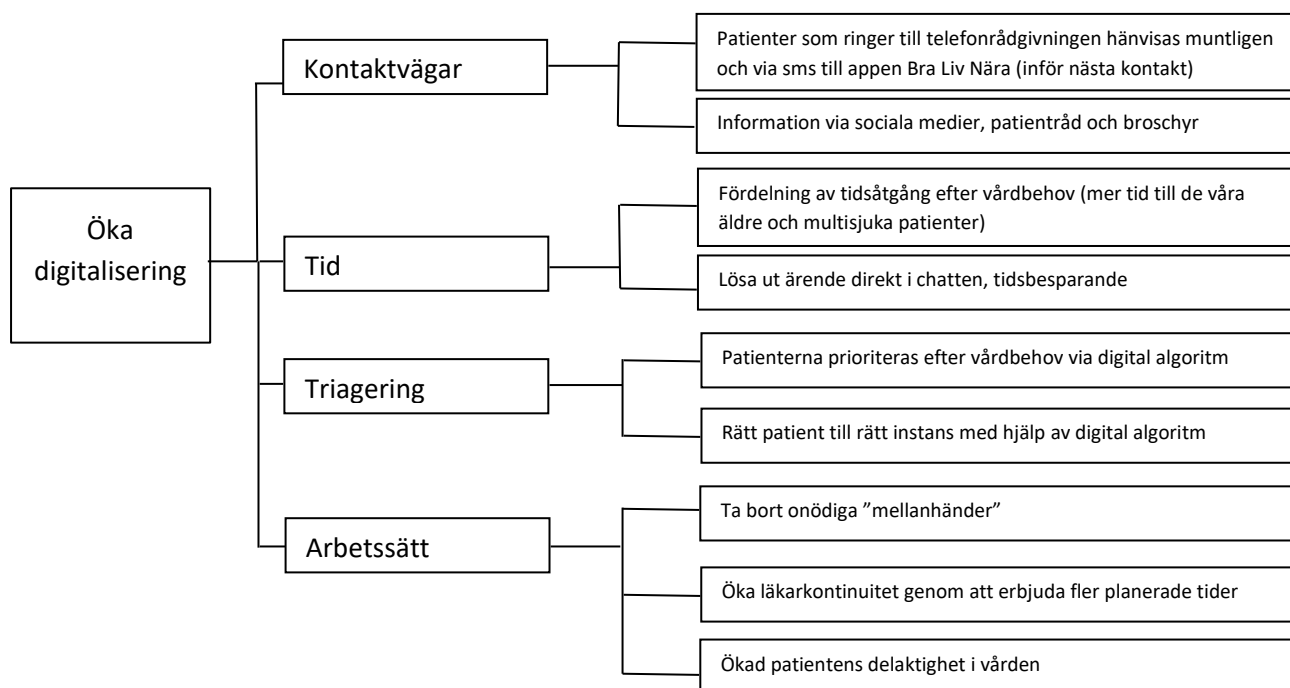 Öka
digitalisering
Kontaktvägar
Patienter som ringer till telefonrådgivningen hänvisas muntligen
och via sms till appen Bra Liv Nära (inför nästa kontakt)
Information via sociala medier, patientråd och broschyr
Tid
Fördelning av tidsåtgång efter vårdbehov (mer tid till de våra
äldre och multisjuka patienter)
Lösa ut ärende direkt i chatten, tidsbesparande
Triagering
Patienterna prioriteras efter vårdbehov via digital algoritm
Rätt patient till rätt instans med hjälp av digital algoritm
Arbetssätt
Ta bort onödiga ”mellanhänder”
Öka läkarkontinuitet genom att erbjuda fler planerade tider
Ökad patientens delaktighet i vården